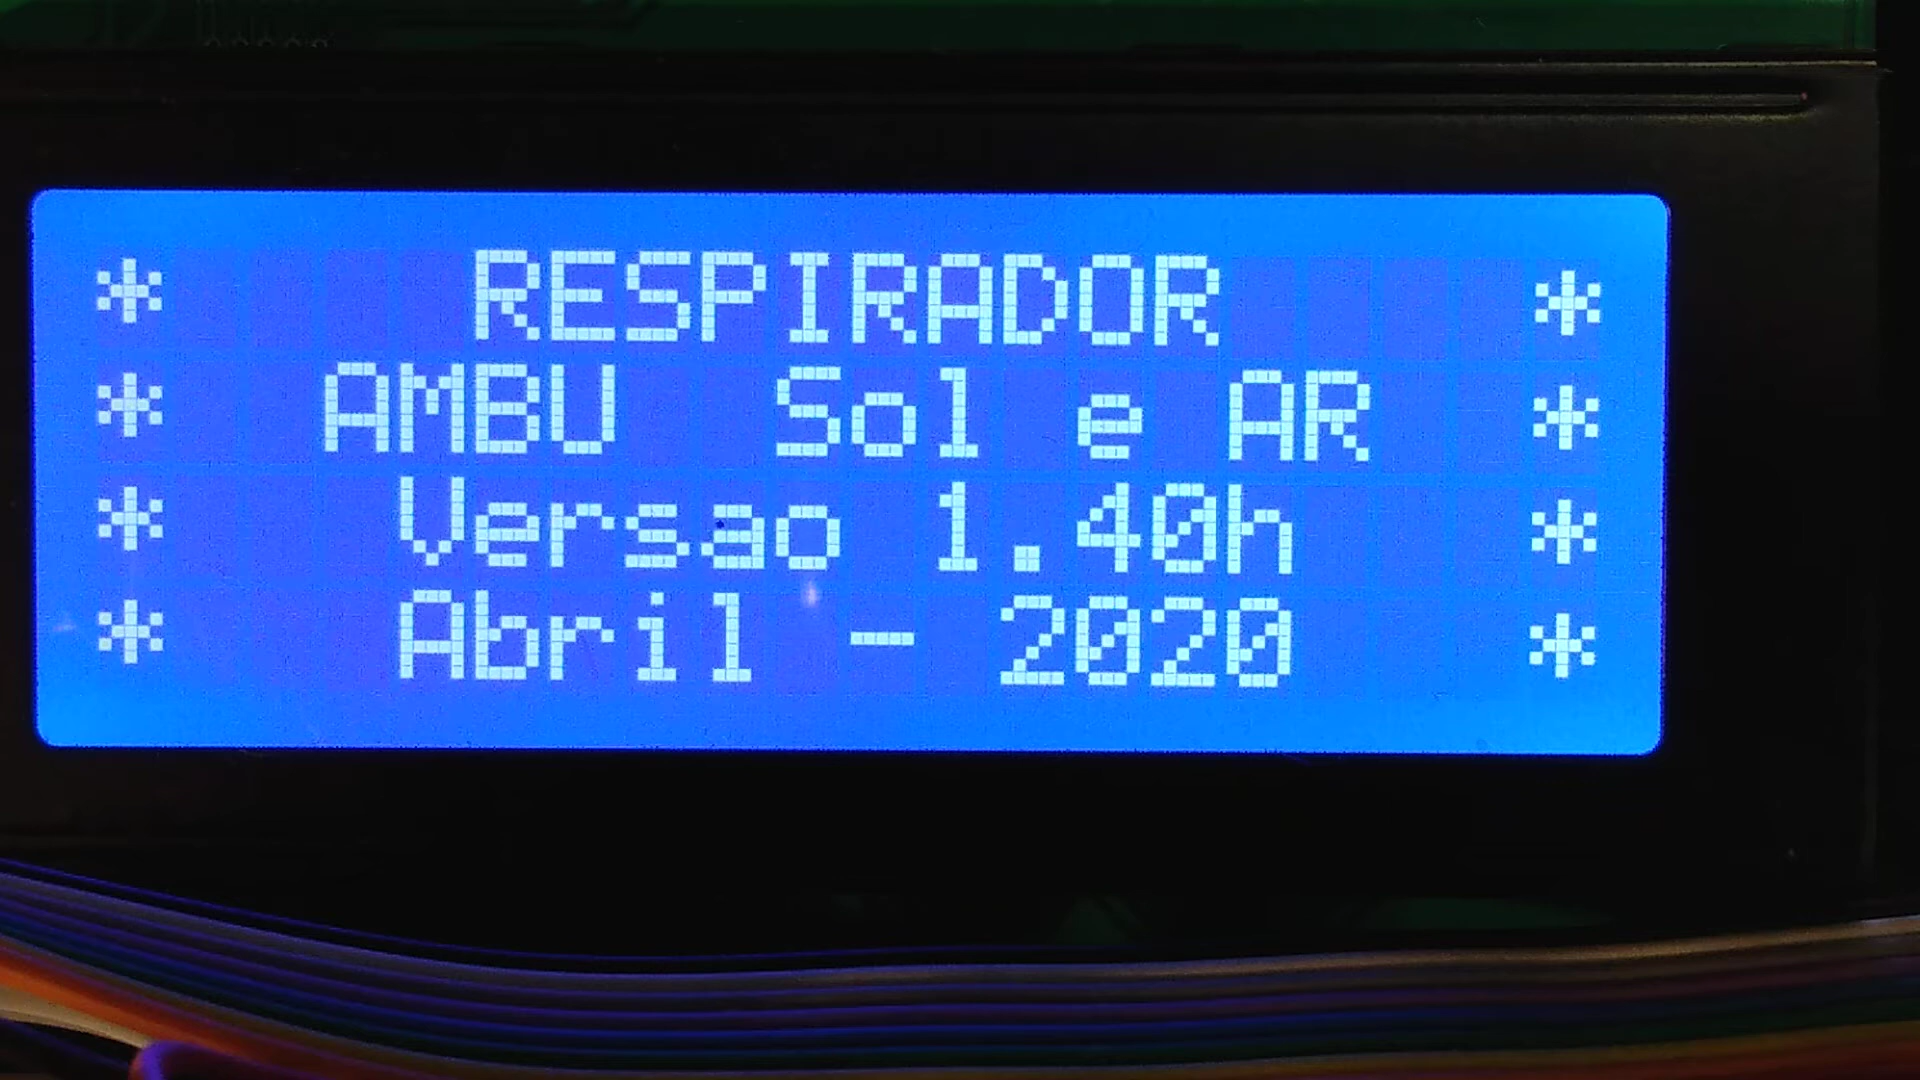 * RESPIRADOR *
* AMBU Sol e AR *
* Versao 1.40h *
* Abril - 2020 *